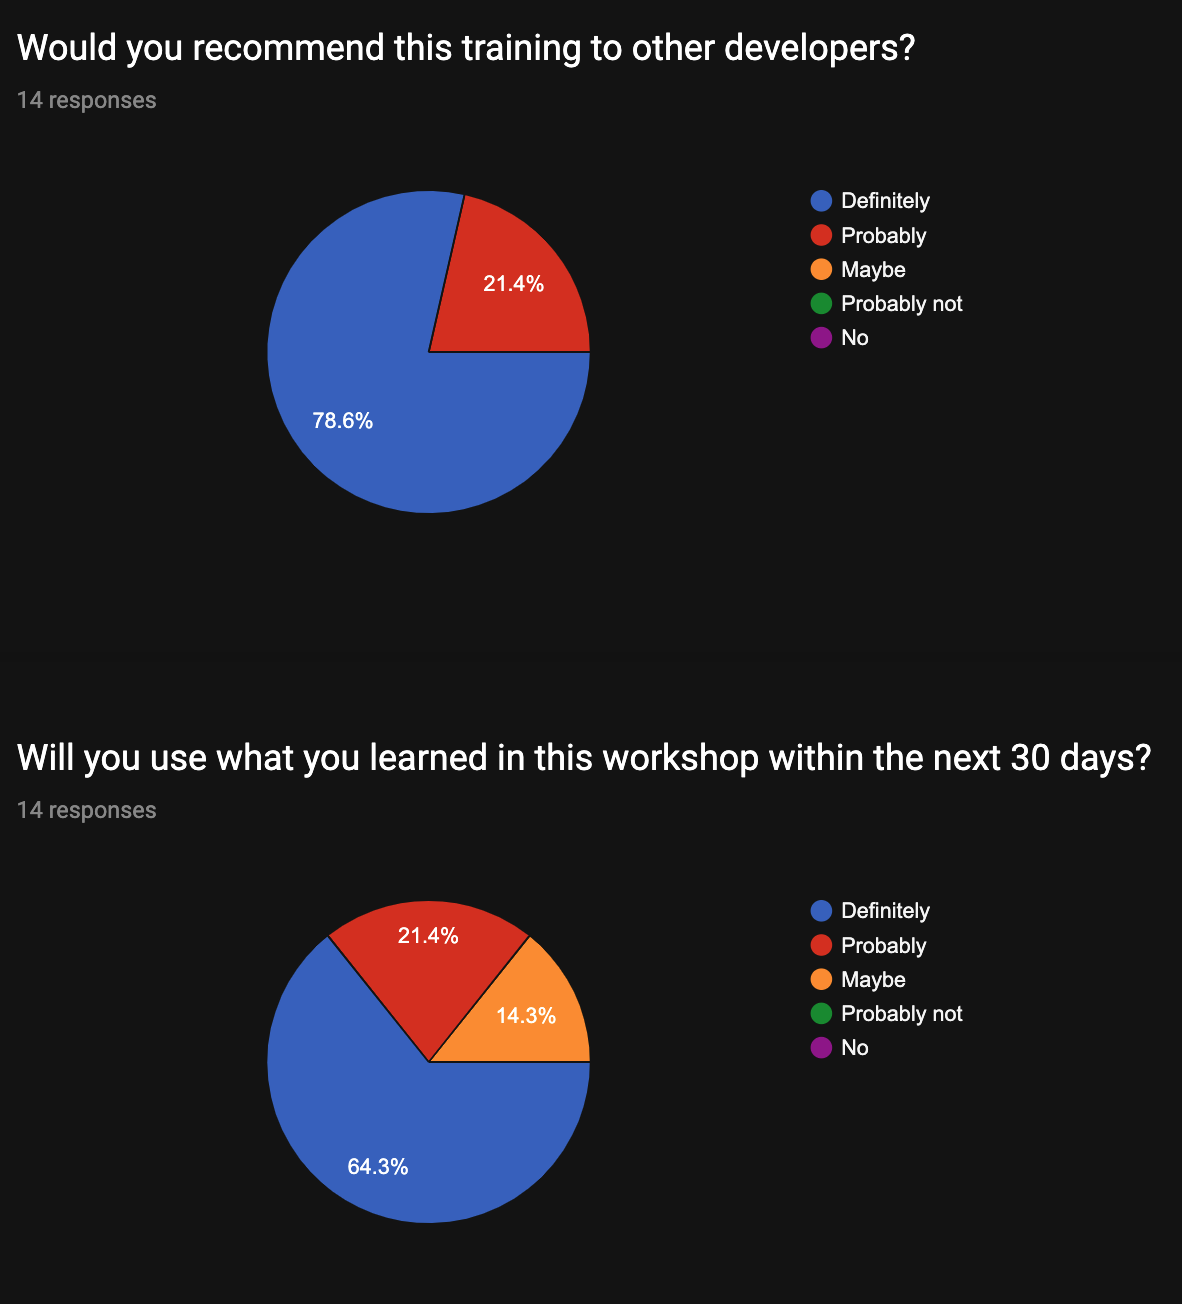 Would you recommend this training to other developers?
14 responses
Definitely
Probably
Maybe
Probably not
No
21.4%
78.6%
Will you use what you learned in this workshop within the next 30 days?
14 responses
Definitely
Probably
Maybe
Probably not
No
21.4%
14.3%
64.3%